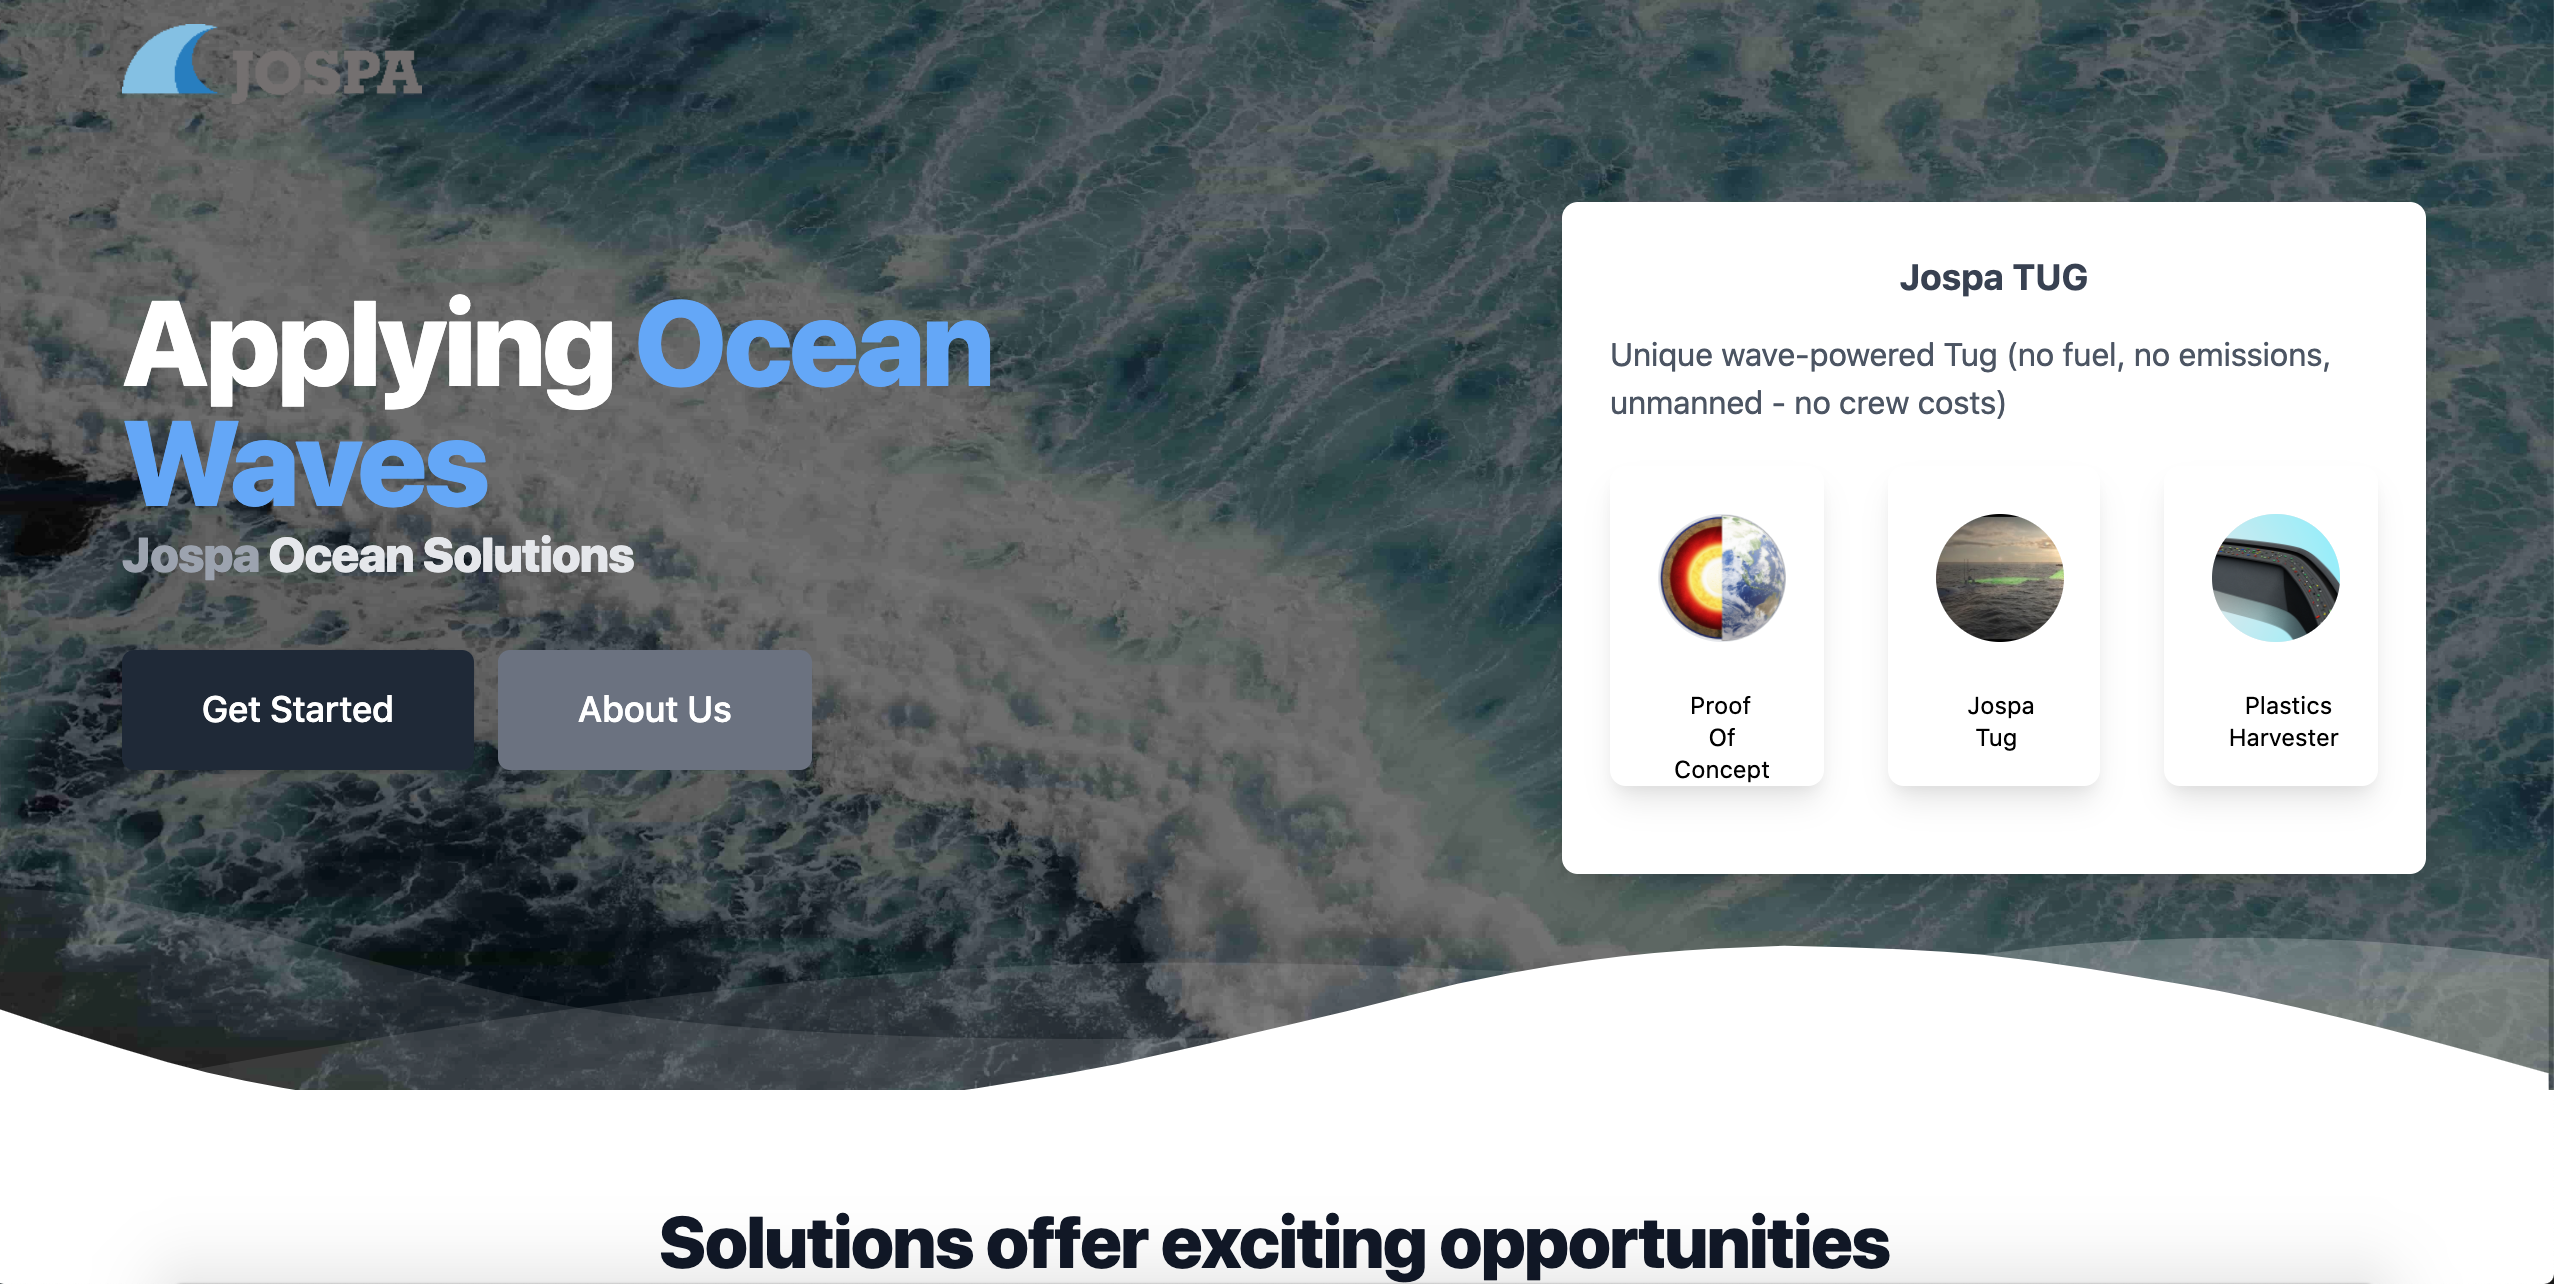 JOSPA
Applying Ocean
Waves
Jospa Ocean Solutions
Get Started
About Us
Jospa TUG
Unique wave-powered Tug (no fuel, no emissions,
unmanned - no crew costs)
Proof
Of
Concept
Jospa
Tug
Plastics
Harvester
Solutions offer exciting opportunities